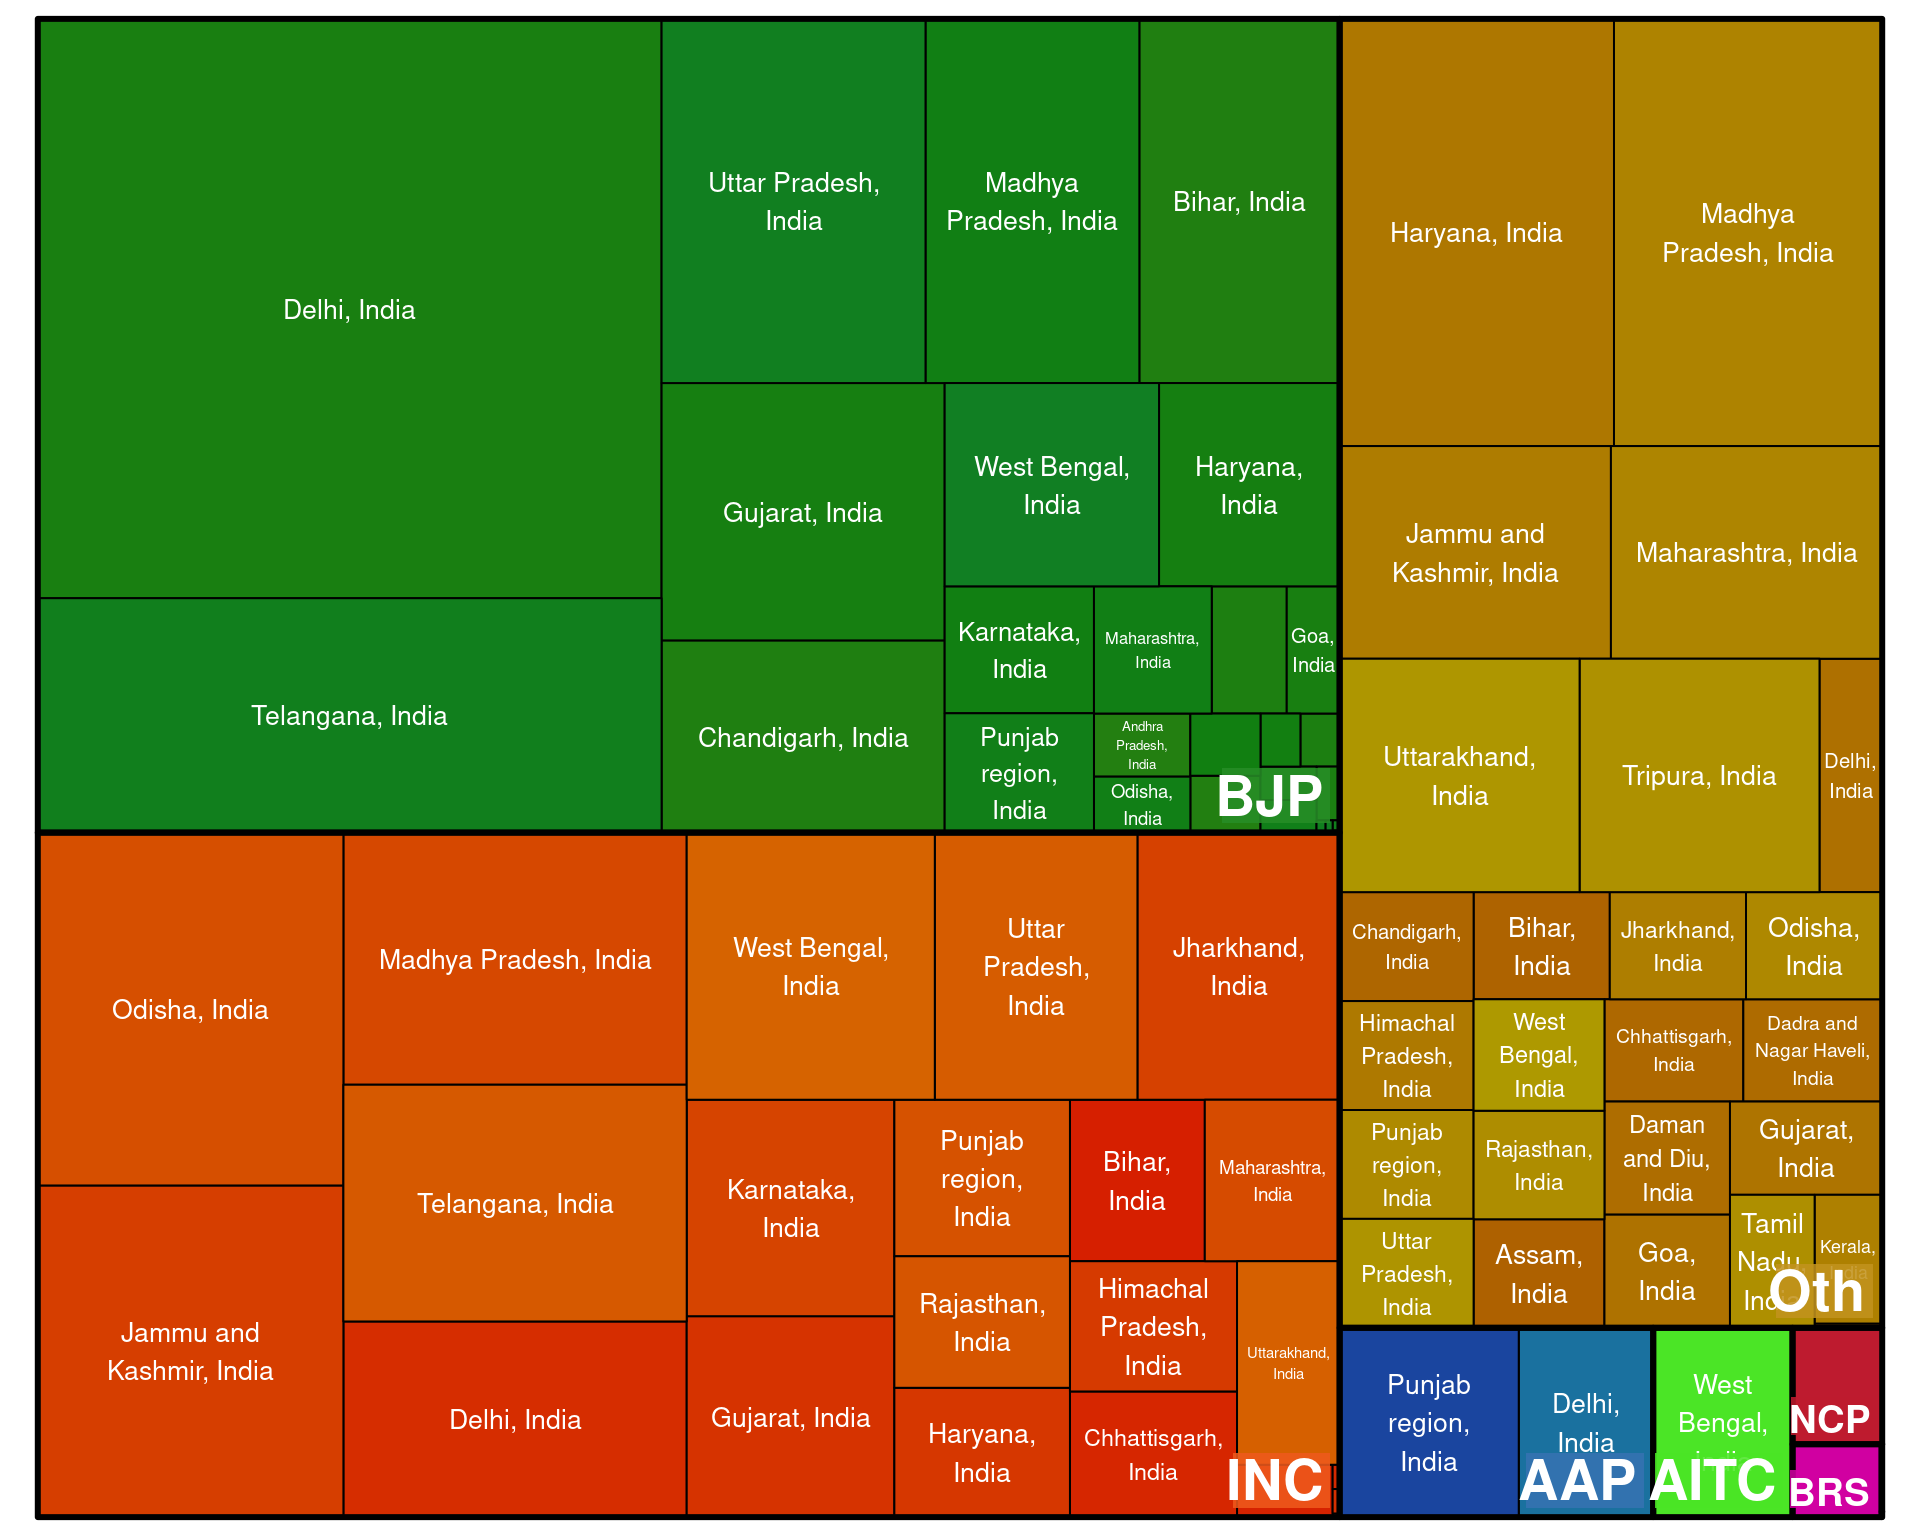 Delhi, India
Uttar Pradesh,
India
Madhya
Pradesh, India
Bihar, India
Telangana, India
Gujarat, India
Chandigarh, India
West Bengal,
India
Haryana,
India
Karnataka,
India
Maharashtra,
India
Goa,
India
Punjab
region,
India
Andhra
Pradesh,
India
Odisha,
India
BJP
Odisha, India
Jammu and
Kashmir, India
Madhya Pradesh, India
Telangana, India
Delhi, India
West Bengal,
India
Uttar
Pradesh,
India
Jharkhand,
India
Karnataka,
India
Gujarat, India
Punjab
region,
India
Rajasthan,
India
Haryana,
India
Bihar,
India
Maharashtra,
India
Himachal
Pradesh,
India
Chhattisgarh,
India
Uttarakhand,
India
INC
Haryana, India
Madhya
Pradesh, India
Jammu and
Kashmir, India
Maharashtra, India
Uttarakhand,
India
Tripura, India
Delhi,
India
Chandigarh,
India
Bihar,
India
Jharkhand,
India
Odisha,
India
Himachal
Pradesh,
India
West
Bengal,
India
Chhattisgarh,
India
Dadra and
Nagar Haveli,
India
Punjab
region,
India
Rajasthan,
India
Daman
and Diu,
India
Gujarat,
India
Uttar
Pradesh,
India
Assam,
India
Goa,
India
Tamil
Nadu,
India
Kerala,
India
Oth
Punjab
region,
India
Delhi,
India
AAP
West
Bengal,
India
AITC
NCP
BRS